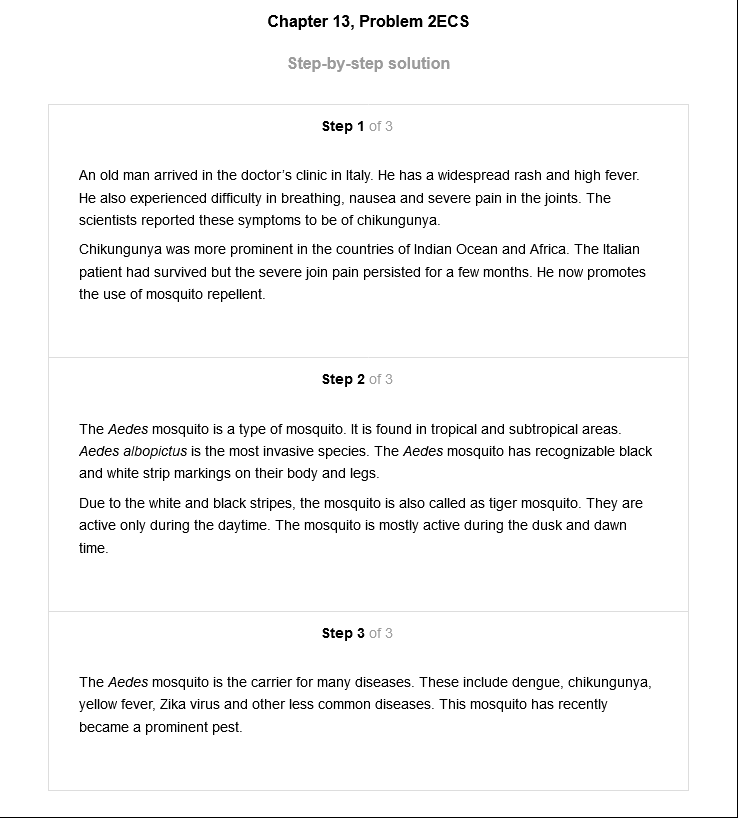 Chapter 13, Problem 2ECS
Step-by-step solution
Step 1 of 3
An old man arrived in the doctor's clinic in Italy. He has a widespread rash and high fever.
He also experienced difficulty in breathing, nausea and severe pain in the joints. The
scientists reported these symptoms to be of chikungunya.
Chikungunya was more prominent in the countries of Indian Ocean and Africa. The Italian
patient had survived but the severe join pain persisted for a few months. He now promotes
the use of mosquito repellent.
Step 2 of 3
The Aedes mosquito is a type of mosquito. It is found in tropical and subtropical areas.
Aedes albopictus is the most invasive species. The Aedes mosquito has recognizable black
and white strip markings on their body and legs.
Due to the white and black stripes, the mosquito is also called as tiger mosquito. They are
active only during the daytime. The mosquito is mostly active during the dusk and dawn
time.
Step 3 of 3
The Aedes mosquito is the carrier for many diseases. These include dengue, chikungunya,
yellow fever, Zika virus and other less common diseases. This mosquito has recently
became a prominent pest.